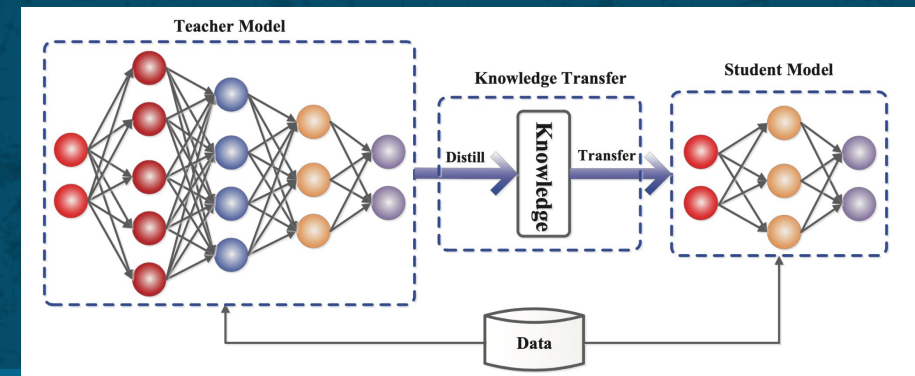 Teacher Model
Knowledge Transfer
Student Model
Distill
Knowledge
Transfer
Data